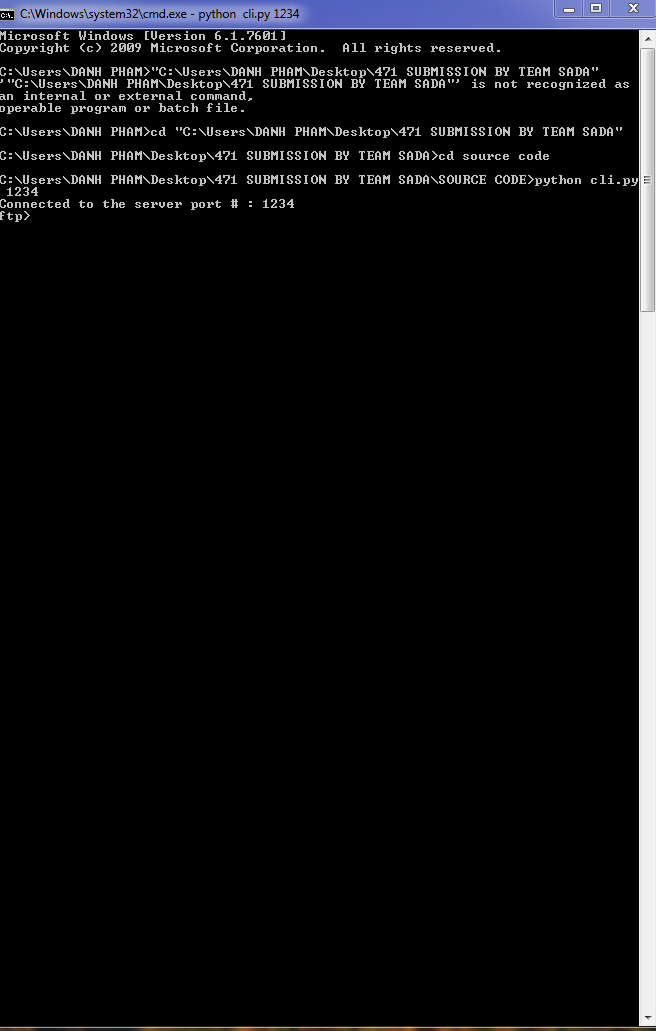 C:\Windows\system32\cmd.exe - python  cli.py 1234
Microsoft Windows [Version 6.1.7601]
Copyright (c) 2009 Microsoft Corporation.  All rights reserved.
C:\Users\DANH PHAM>"C:\Users\DANH PHAM\Desktop\471 SUBMISSION BY TEAM SADA"
'"C:\Users\DANH PHAM\Desktop\471 SUBMISSION BY TEAM SADA"' is not recognized as
an internal or external command,
operable program or batch file.
C:\Users\DANH PHAM>cd "C:\Users\DANH PHAM\Desktop\471 SUBMISSION BY TEAM SADA"
C:\Users\DANH PHAM\Desktop\471 SUBMISSION BY TEAM SADA>cd source code
C:\Users\DANH PHAM\Desktop\471 SUBMISSION BY TEAM SADA\SOURCE CODE>python cli.py
 1234
Connected to the server port # : 1234
ftp>